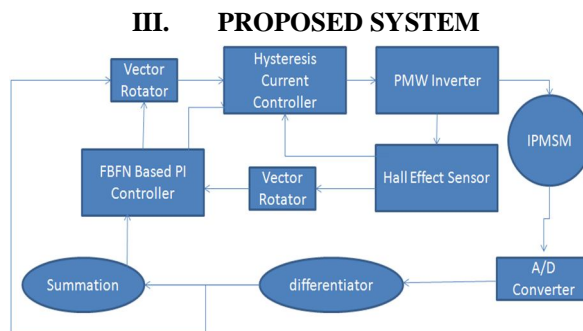 III. PROPOSED SYSTEM
Vector
Rotator
Hysteresis
Current
Controller
PMW Inverter
IPMSM
FBFN Based PI
Controller
Vector
Rotator
Hall Effect Sensor
Summation
differentiator
A/D
Converter